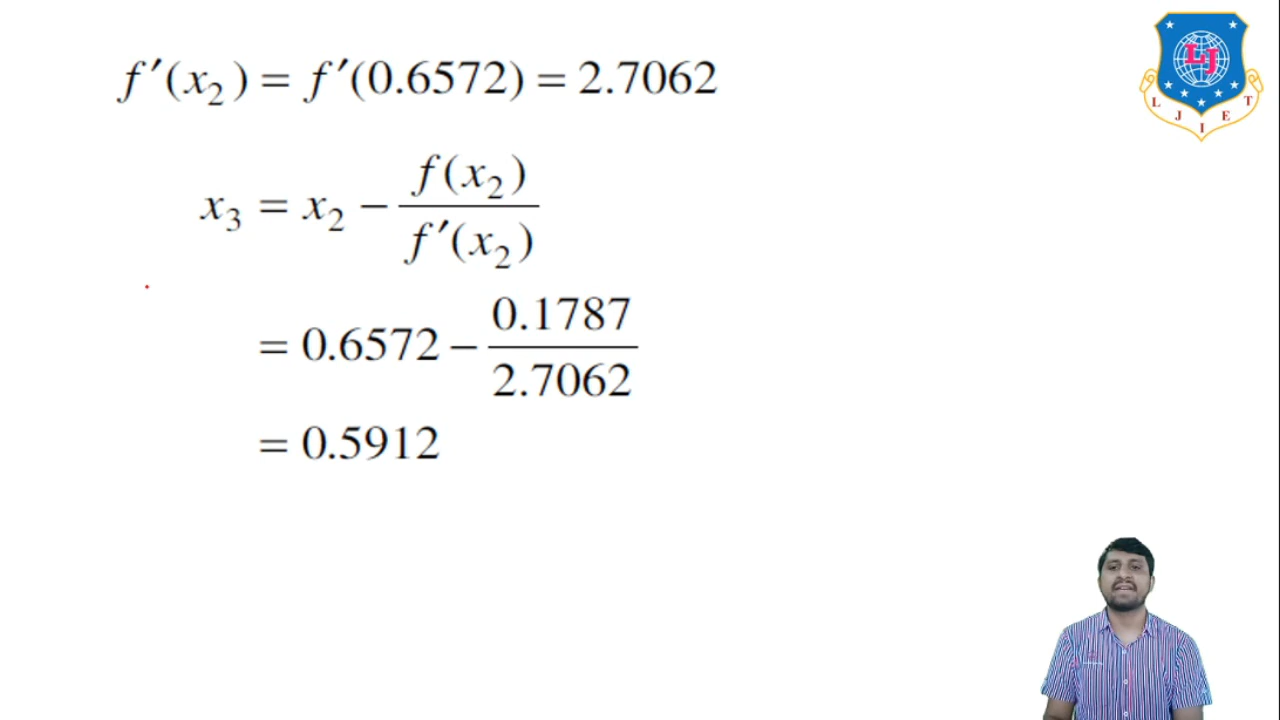 f′(x₂) = f′(0.6572) = 2.7062
x₃ = x₂ − f(x₂) / f′(x₂)
= 0.6572 − 0.1787 / 2.7062
= 0.5912
LJ
L J I E T